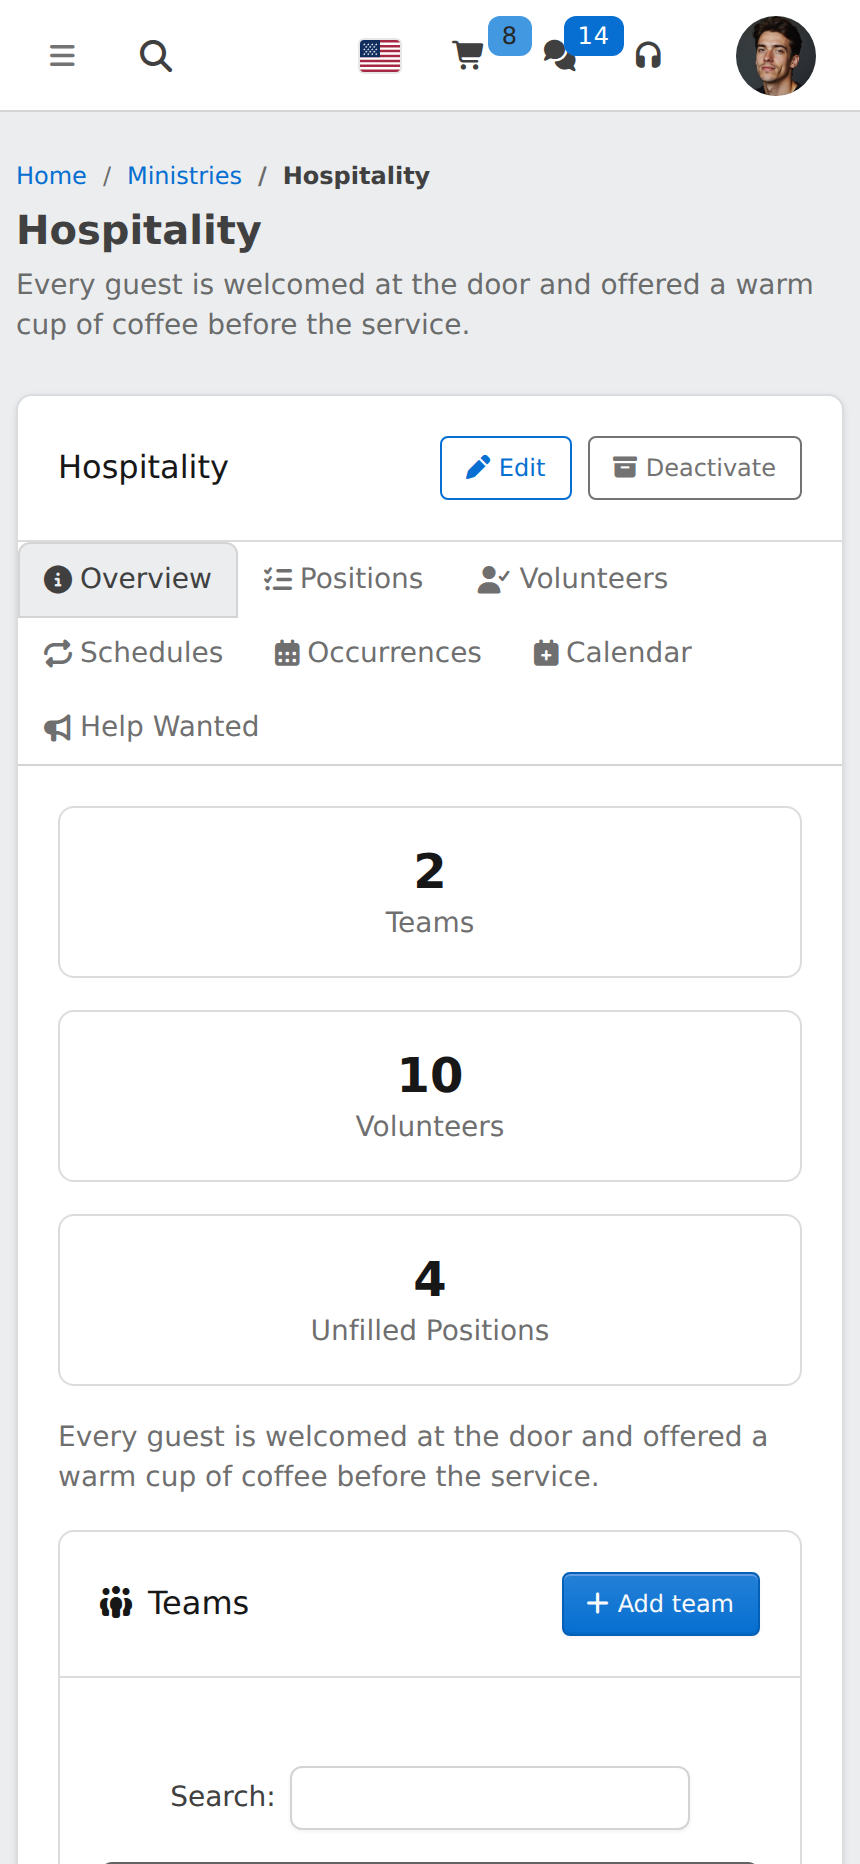 8
14
Home / Ministries / Hospitality
Hospitality
Every guest is welcomed at the door and offered a warm
cup of coffee before the service.
Hospitality
Edit
Deactivate
Overview
Positions
Volunteers
Schedules
Occurrences
Calendar
Help Wanted
2
Teams
10
Volunteers
4
Unfilled Positions
Every guest is welcomed at the door and offered a
warm cup of coffee before the service.
Teams
Add team
Search: